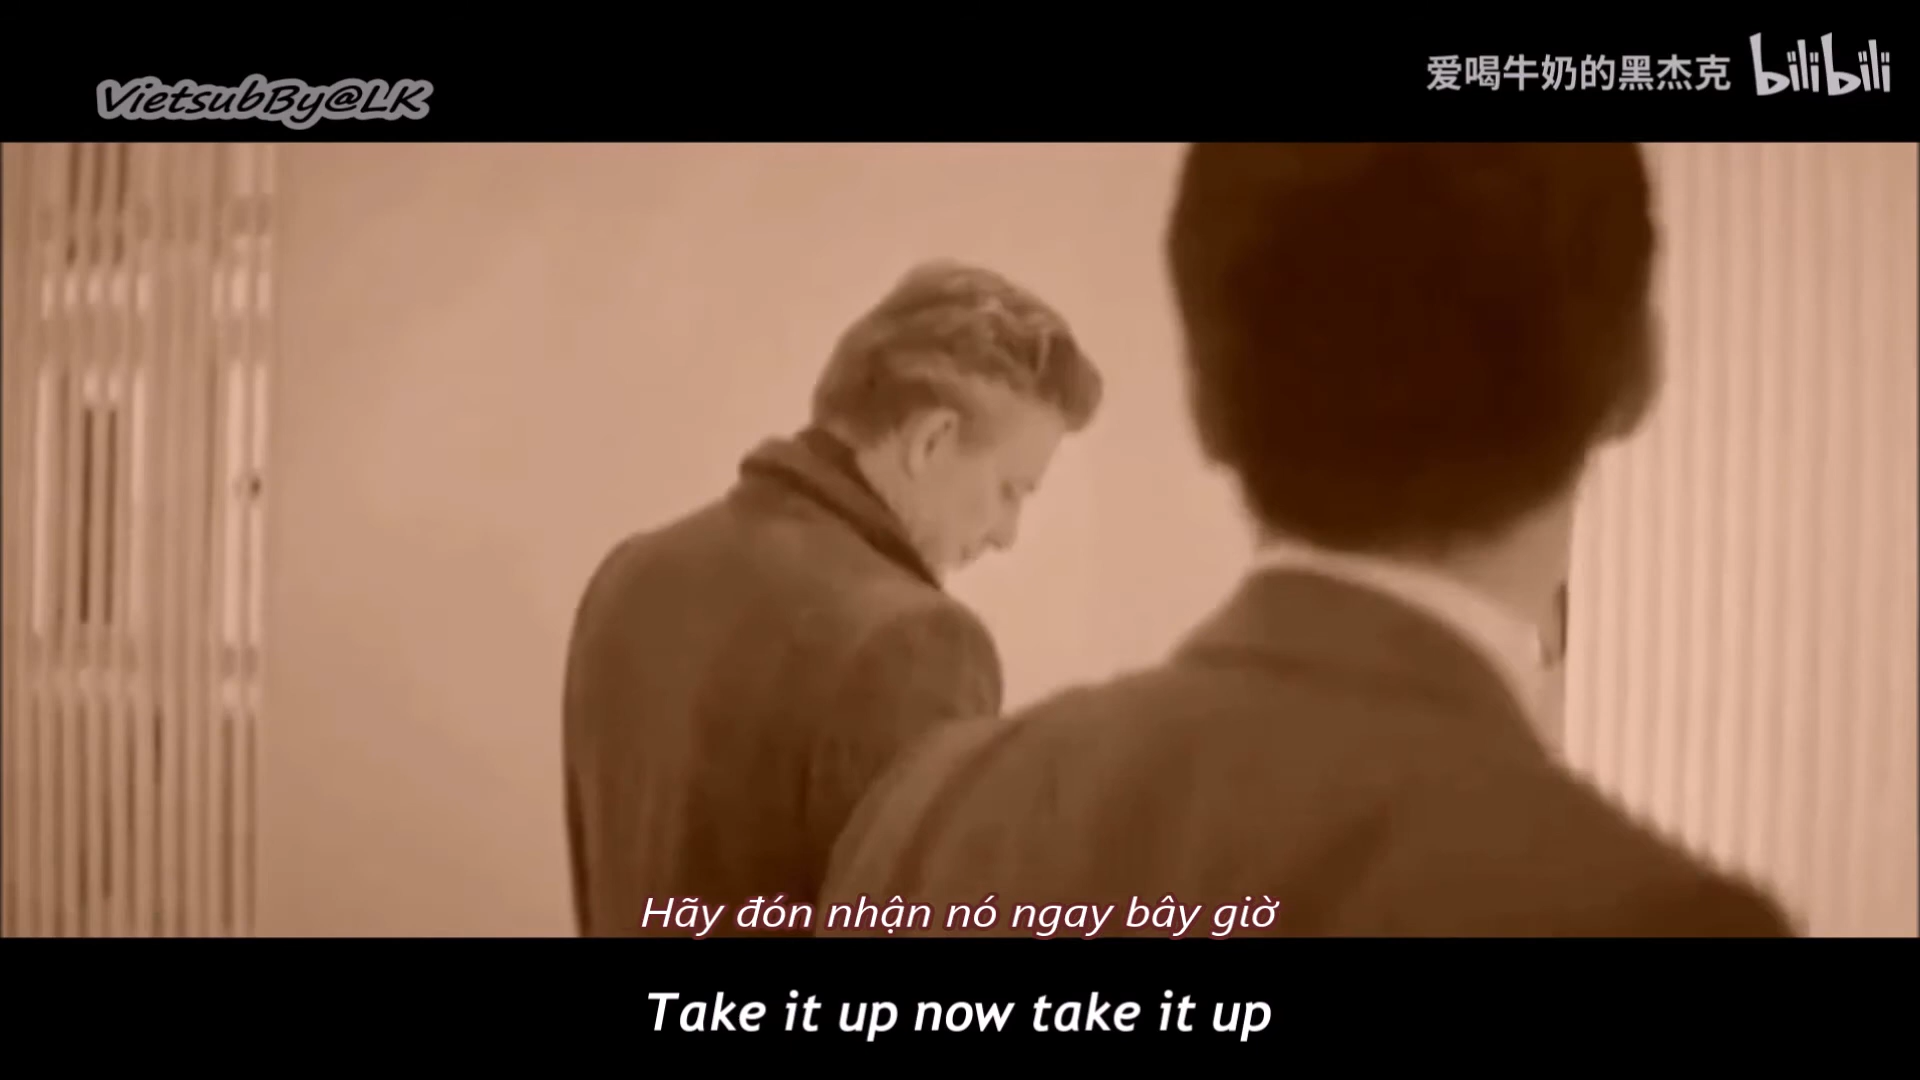 VietsubBy@LK
爱喝牛奶的黑杰克 bilibili
Hãy đón nhận nó ngay bây giờ
Take it up now take it up